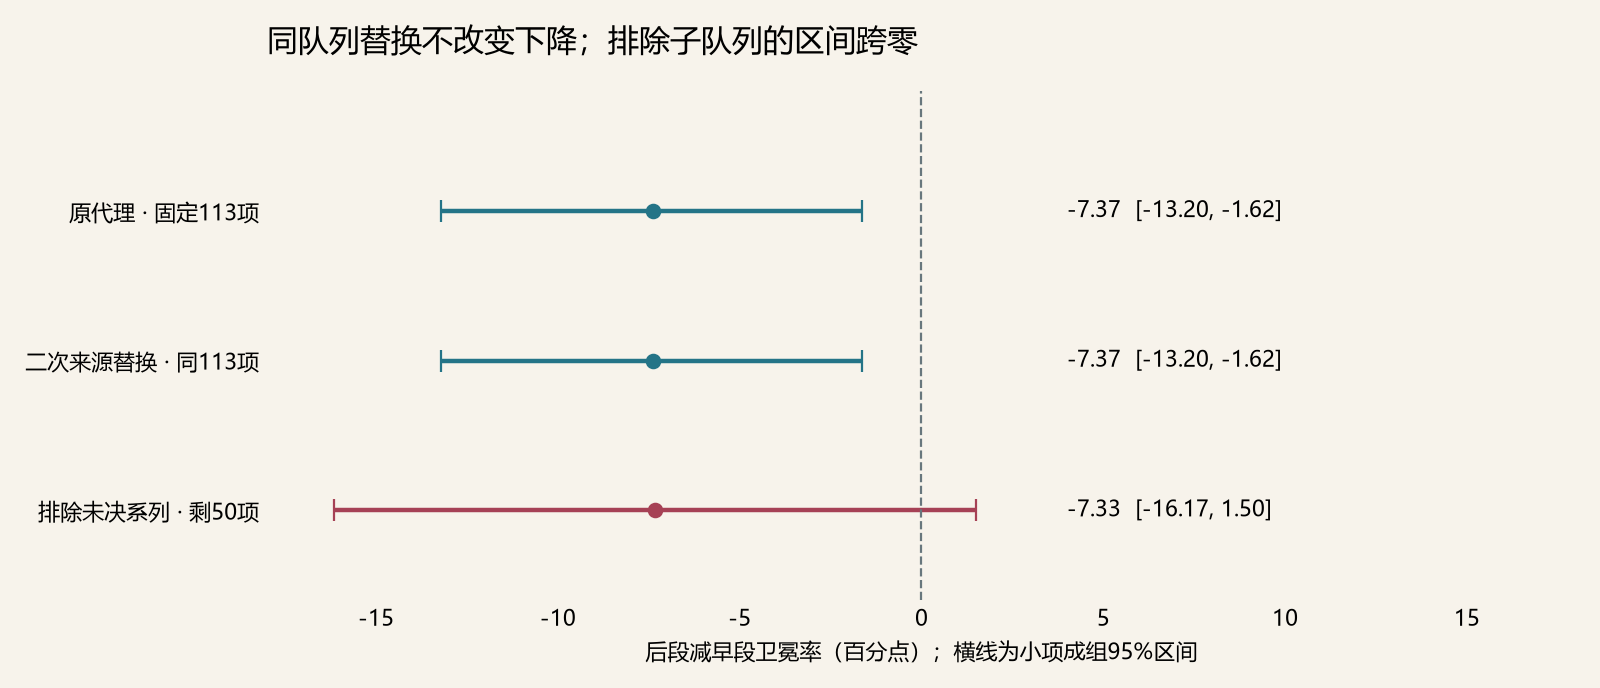 同队列替换不改变下降；排除子队列的区间跨零
原代理 · 固定113项
-7.37 [-13.20, -1.62]
二次来源替换 · 同113项
-7.37 [-13.20, -1.62]
排除未决系列 · 剩50项
-7.33 [-16.17, 1.50]
-15 -10 -5 0 5 10 15
后段减早段卫冕率（百分点）；横线为小项成组95%区间